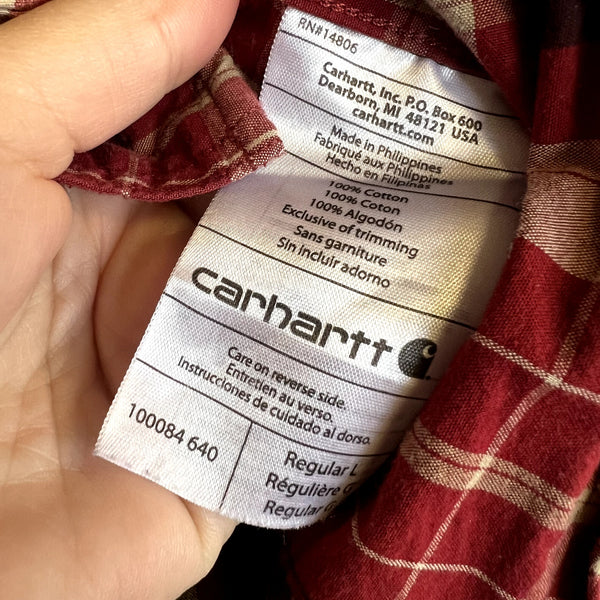 RN#14806
Carhartt, Inc. P.O. Box 600
Dearborn, MI 48121 USA
carhartt.com
Made in Philippines
Fabriqué aux Philippines
Hecho en Filipinas
100% Cotton
100% Coton
100% Algodón
Exclusive of trimming
Sans garniture
Sin incluir adorno
carhartt
Care on reverse side.
Entretien au verso.
Instrucciones de cuidado al dorso.
100084 640
Regular L
Régulière G
Regular G